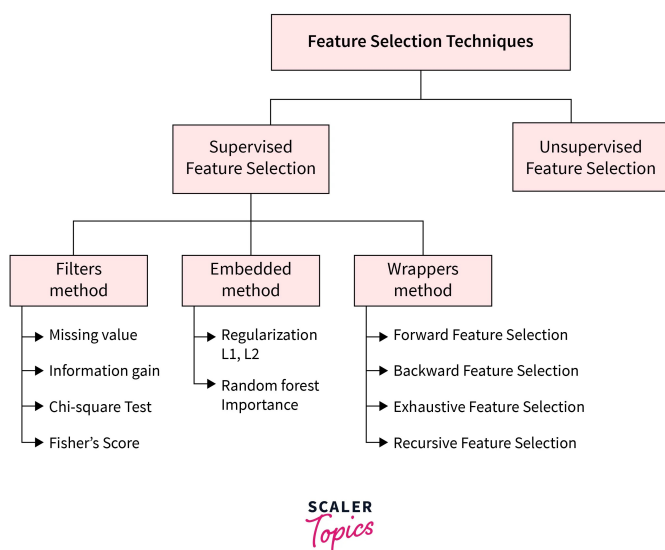 Feature Selection Techniques
Supervised
Feature Selection
Unsupervised
Feature Selection
Filters
method
Missing value
Information gain
Chi-square Test
Fisher’s Score
Embedded
method
Regularization
L1, L2
Random forest
Importance
Wrappers
method
Forward Feature Selection
Backward Feature Selection
Exhaustive Feature Selection
Recursive Feature Selection
SCALER
Topics